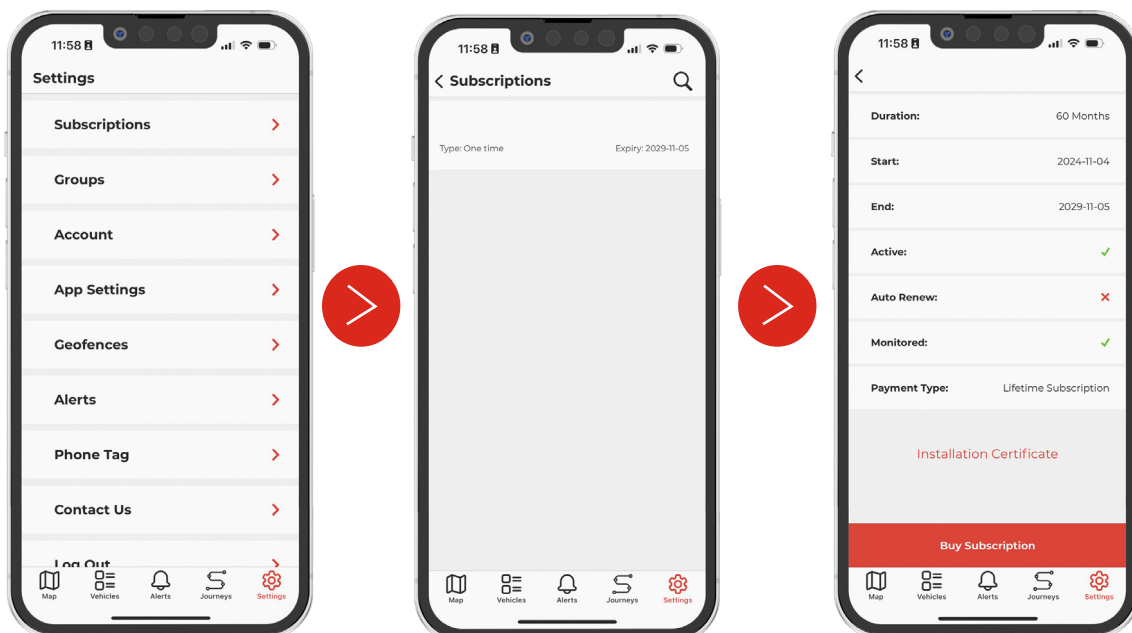 11:58
Settings
Subscriptions
Groups
Account
App Settings
Geofences
Alerts
Phone Tag
Contact Us
Log Out
Map Vehicles Alerts Journeys Settings
11:58
Subscriptions
Type: One time Expiry: 2029-11-05
Map Vehicles Alerts Journeys Settings
11:58
Duration: 60 Months
Start: 2024-11-04
End: 2029-11-05
Active:
Auto Renew:
Monitored:
Payment Type: Lifetime Subscription
Installation Certificate
Buy Subscription
Map Vehicles Alerts Journeys Settings